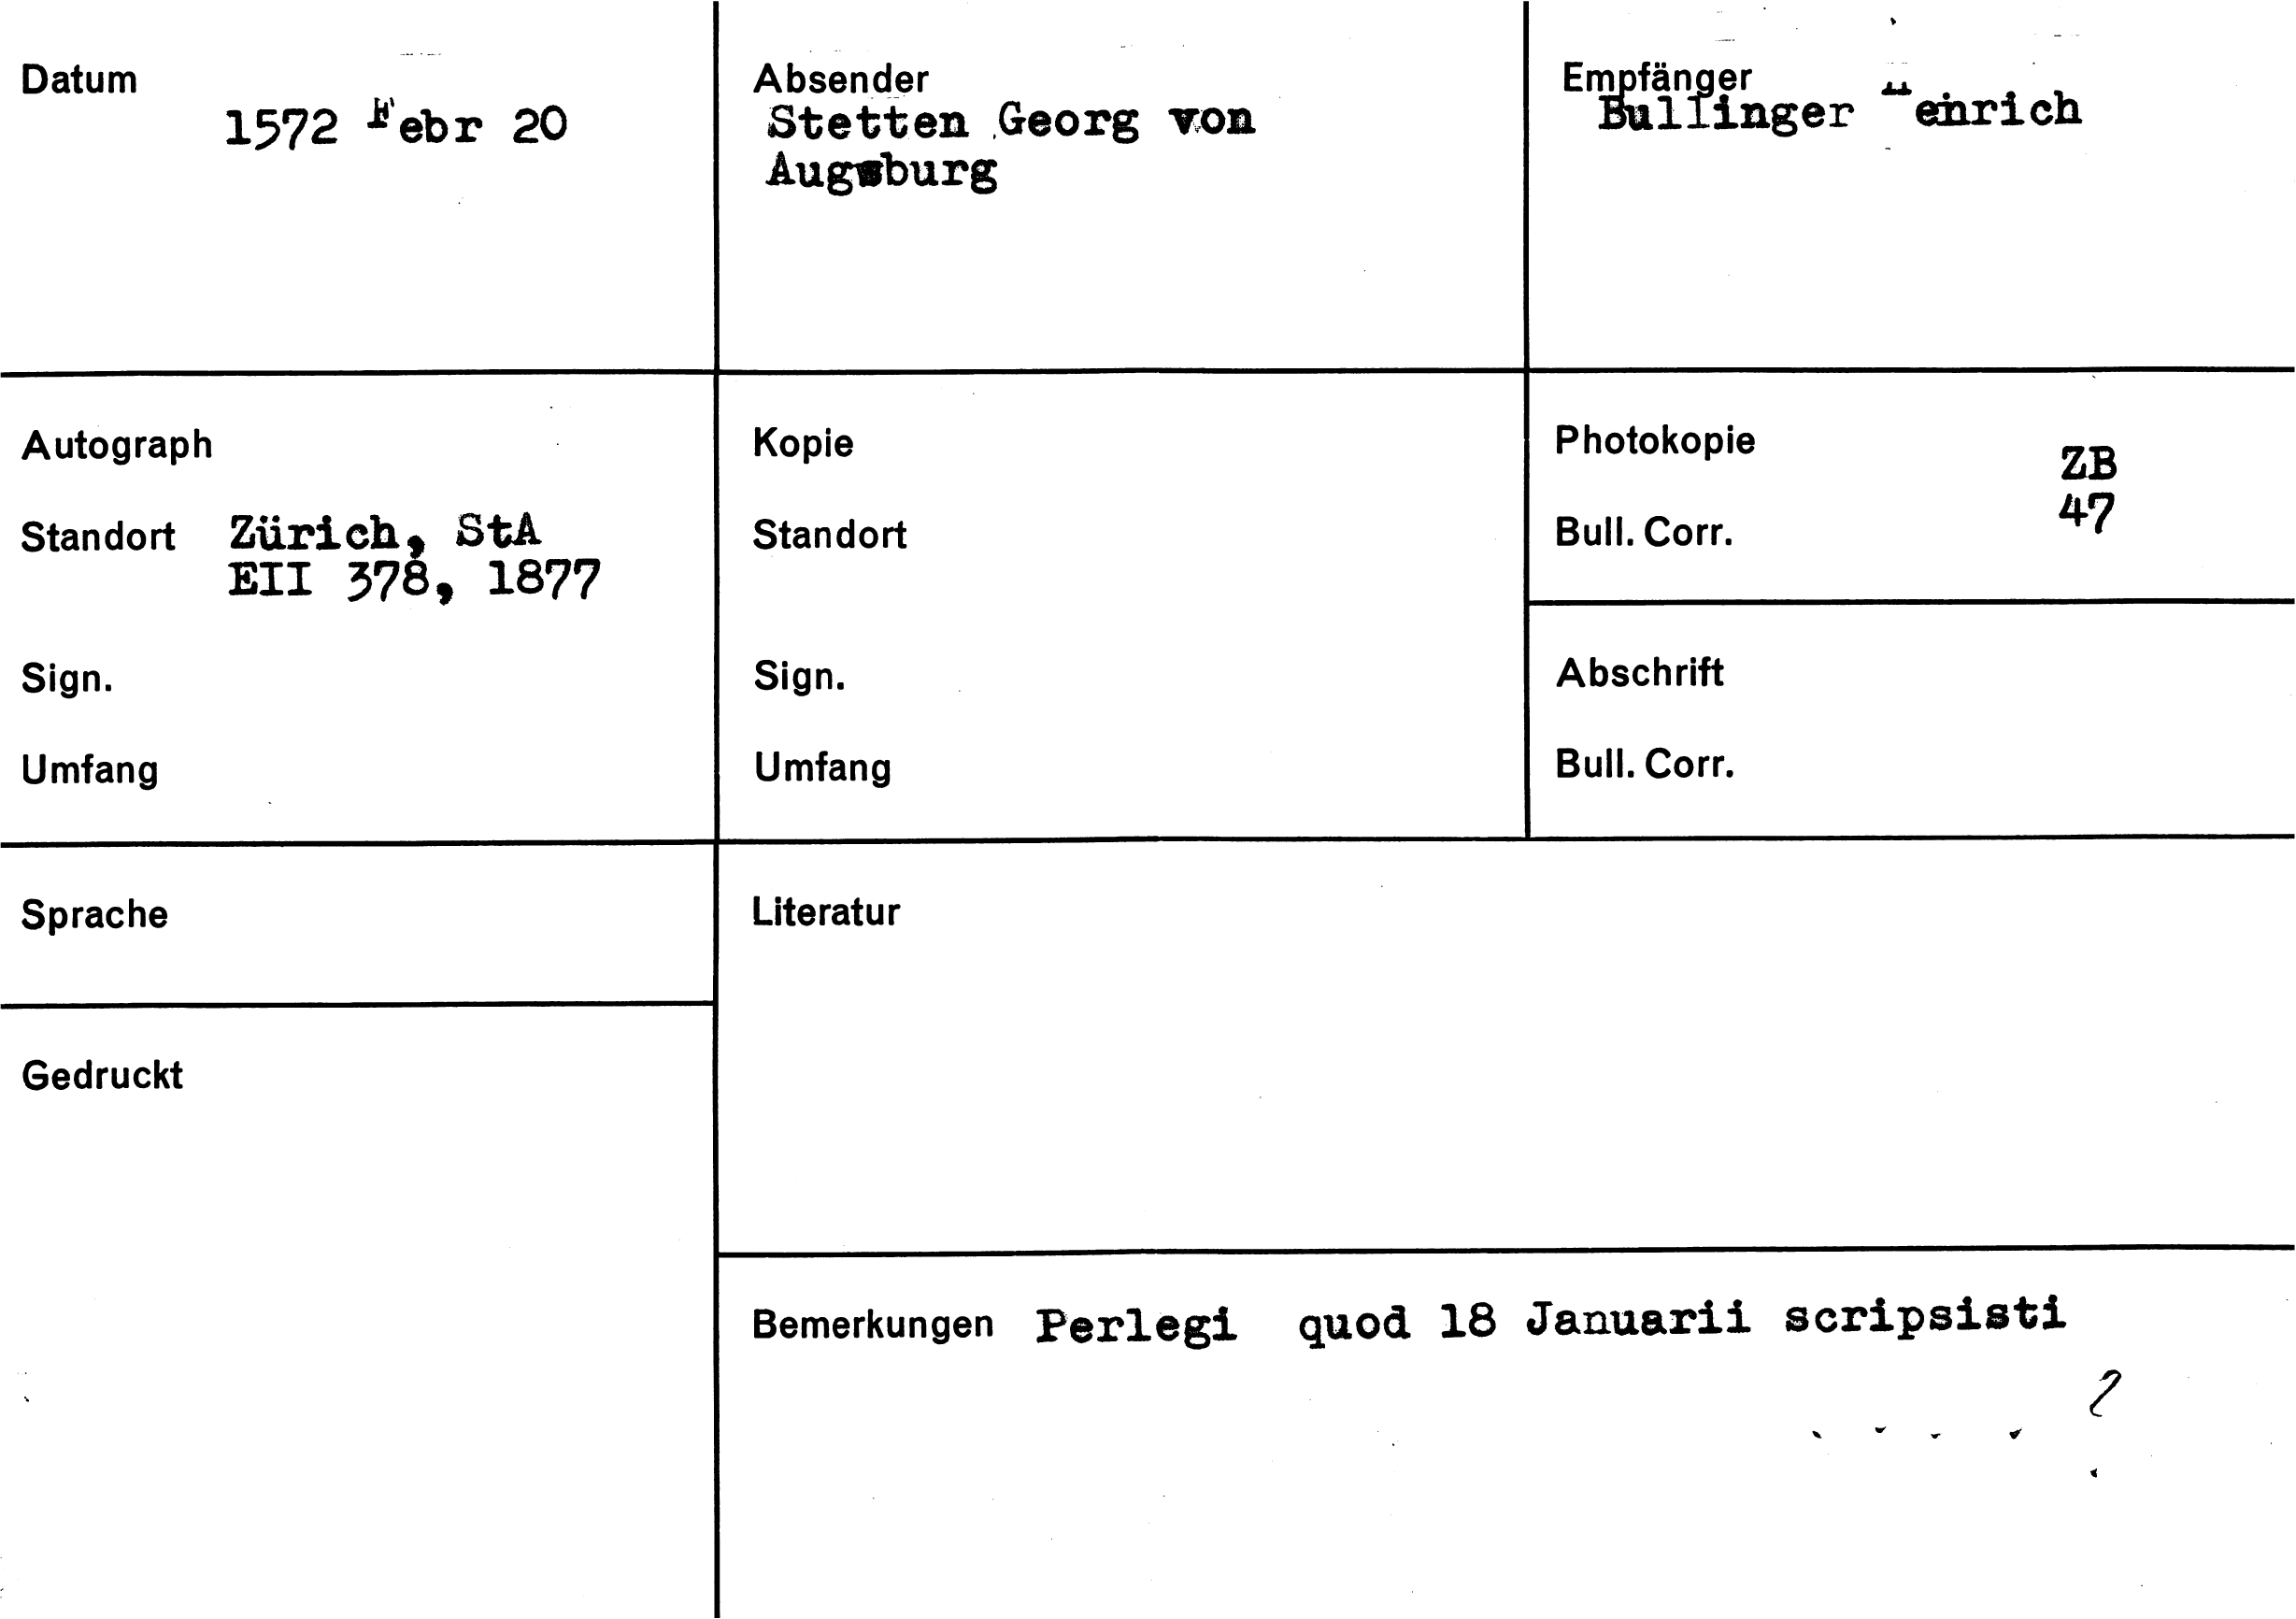 Datum
1572 Febr 20
Absender
Stetten Georg von
Augsburg
Empfänger
Bullinger Heinrich
Autograph
Standort Zürich, StA
EII 378, 1877
Sign.
Umfang
Kopie
Standort
Sign.
Umfang
Photokopie ZB
Bull. Corr. 47
Abschrift
Bull. Corr.
Sprache
Gedruckt
Literatur
Bemerkungen Perlegi quod 18 Januarii scripsisti